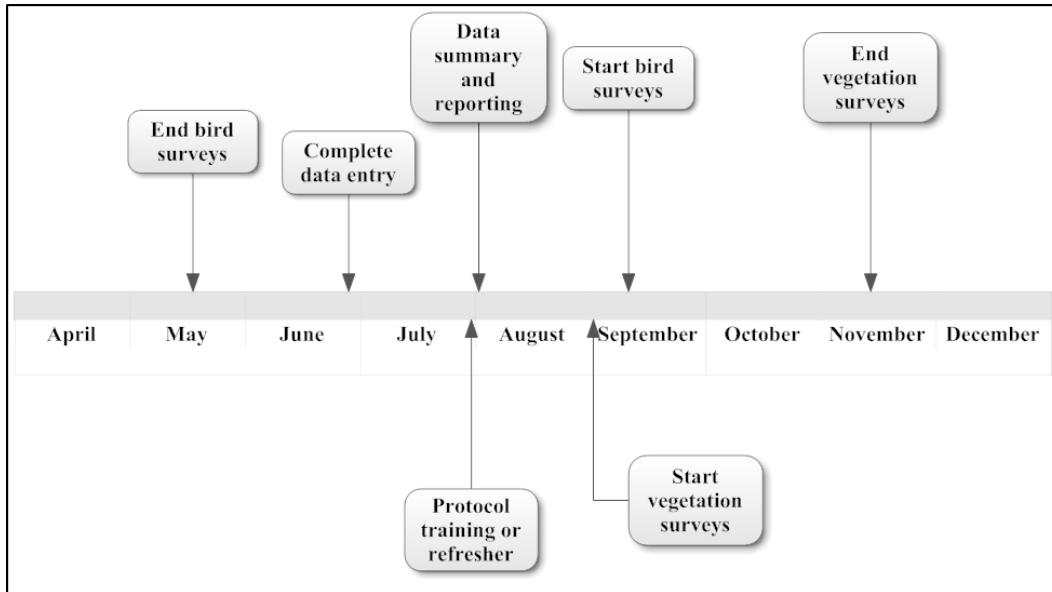 Data
summary
and
reporting
Start bird
surveys
End
vegetation
surveys
End bird
surveys
Complete
data entry
April May June July August September October November December
Protocol
training or
refresher
Start
vegetation
surveys